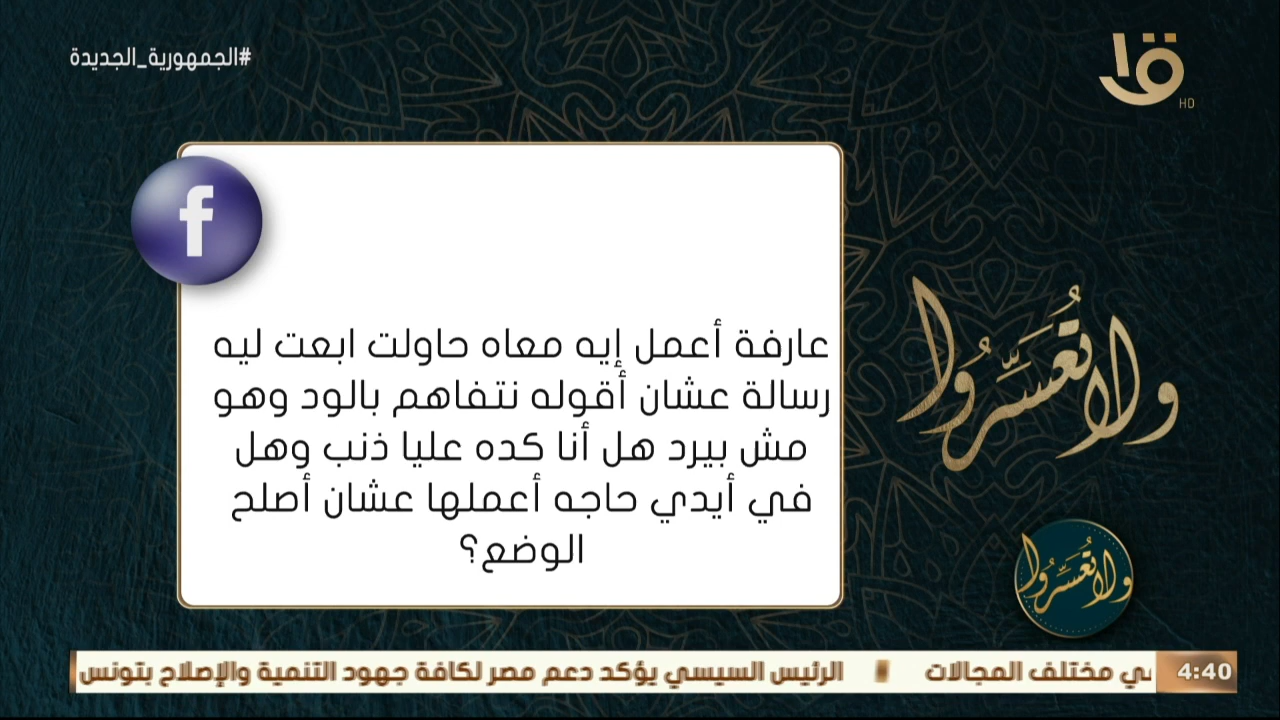 #الجمهورية_الجديدة
HD
عارفة أعمل إيه معاه حاولت ابعت ليه
رسالة عشان أقوله نتفاهم بالود وهو
مش بيرد هل أنا كده عليا ذنب وهل
في أيدي حاجه أعملها عشان أصلح
الوضع؟
ولا تعسروا
ولا تعسروا
ـي مختلف المجالات الرئيس السيسي يؤكد دعم مصر لكافة جهود التنمية والإصلاح بتونس
4:40